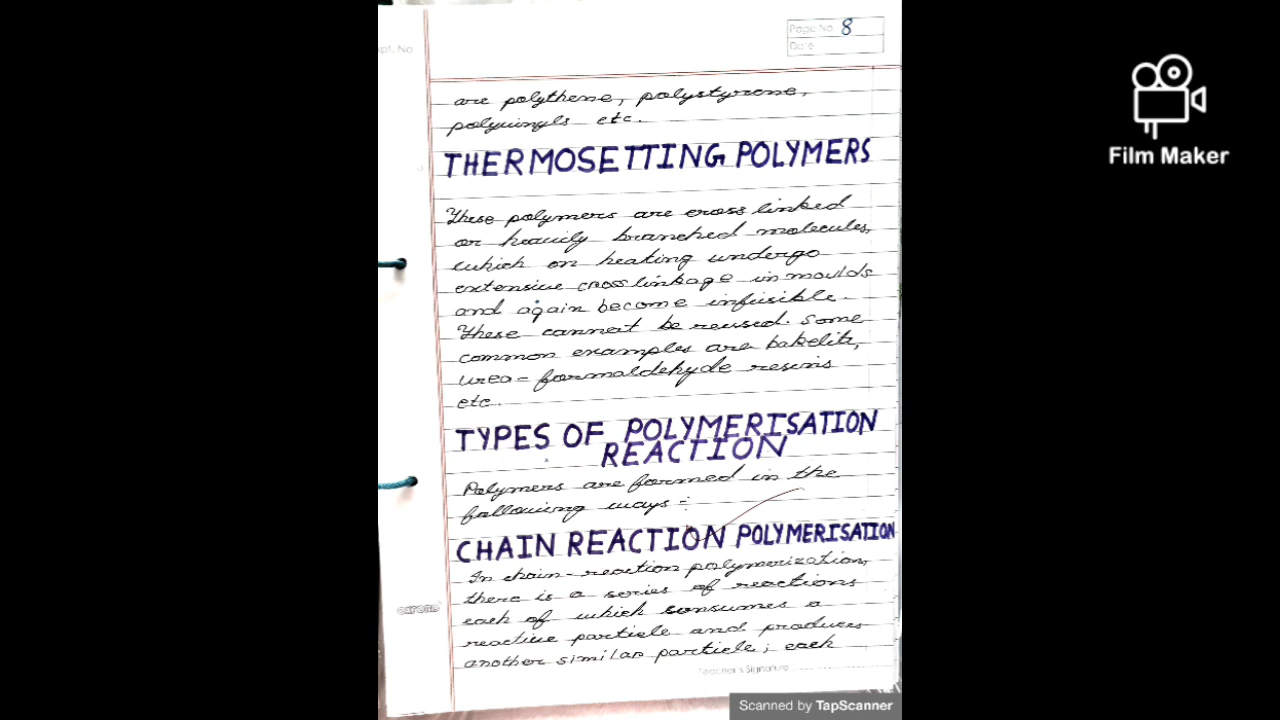 Page No. 8
Date
xpt. No
are polythene, polystyrene,
polyvinyls etc.
THERMOSETTING POLYMERS
These polymers are cross linked
or heavily branched molecules,
which on heating undergo
extensive cross linkage in moulds
and again become infusible.
These cannot be reused. Some
common examples are bakelite,
urea = formaldehyde resins
etc.
TYPES OF POLYMERISATION
REACTION
Polymers are formed in the
following ways :-
CHAIN REACTION POLYMERISATION
In chain-reaction polymerization,
there is a series of reactions
each of which consumes a
reactive particle and produces
another similar particle; each
Teacher's Signature
Film Maker
Scanned by TapScanner